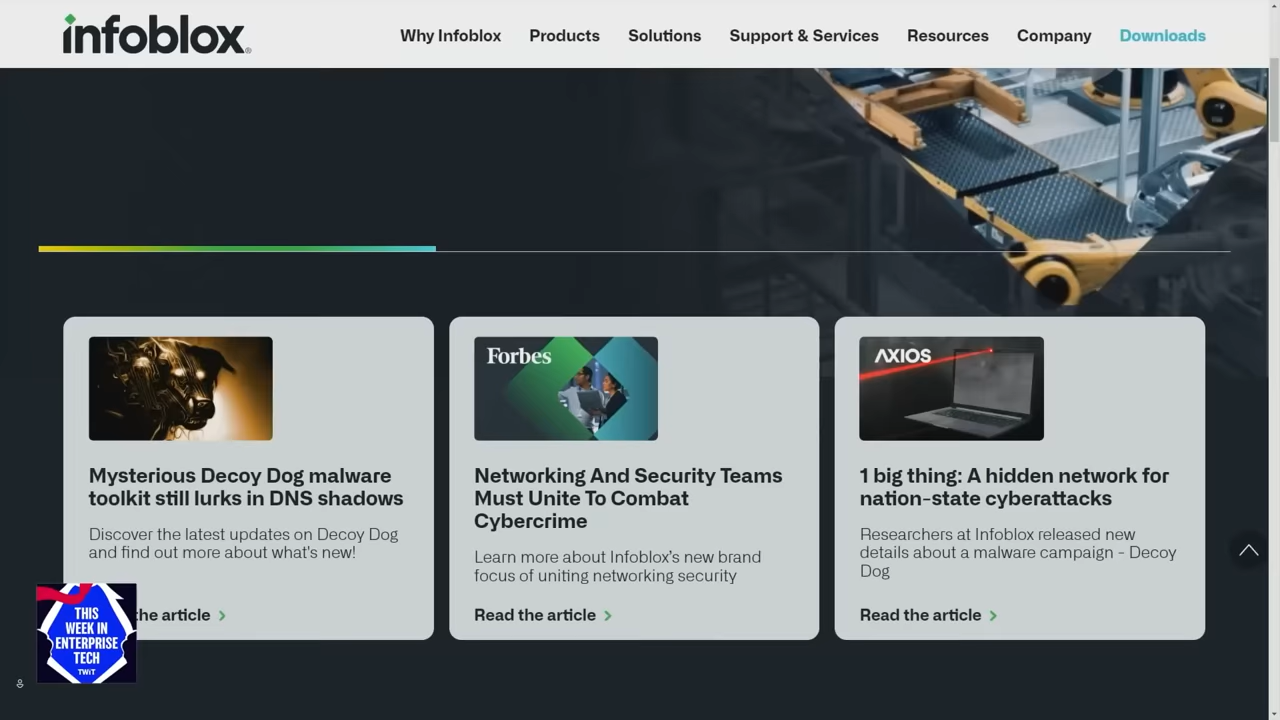 infoblox®
Why Infoblox Products Solutions Support & Services Resources Company Downloads
Mysterious Decoy Dog malware
toolkit still lurks in DNS shadows
Discover the latest updates on Decoy Dog
and find out more about what's new!
the article
Forbes
Networking And Security Teams
Must Unite To Combat
Cybercrime
Learn more about Infoblox's new brand
focus of uniting networking security
Read the article
AXIOS
1 big thing: A hidden network for
nation-state cyberattacks
Researchers at Infoblox released new
details about a malware campaign - Decoy
Dog
Read the article
THIS
WEEK IN
ENTERPRISE
TECH
TWiT